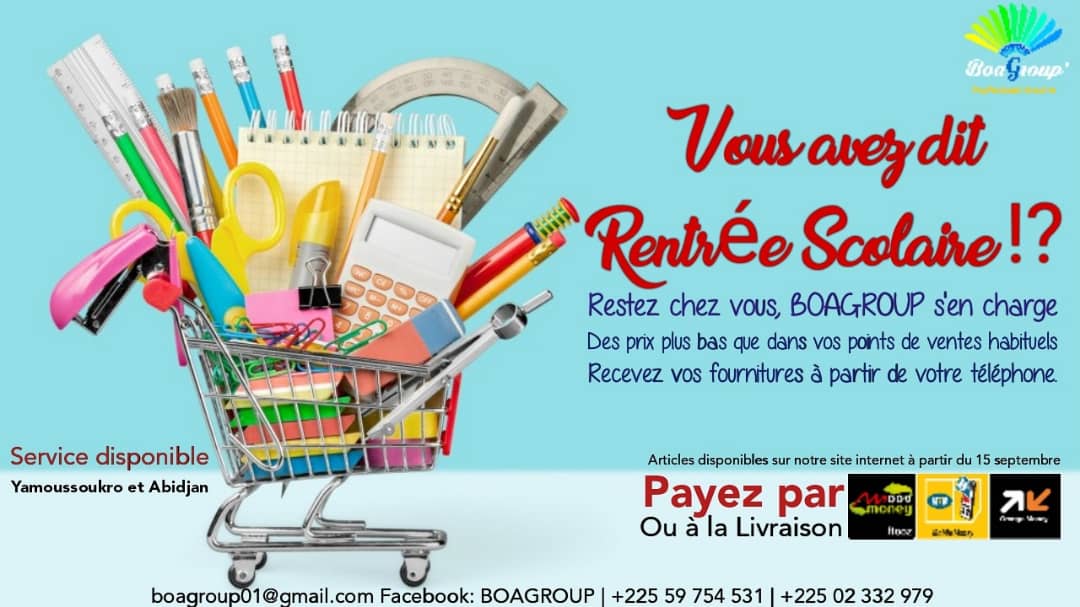 BoaGroup'
Vous avez dit
Rentrée Scolaire !?
Restez chez vous, BOAGROUP s'en charge
Des prix plus bas que dans vos points de ventes habituels
Recevez vos fournitures à partir de votre téléphone.
Service disponible
Yamoussoukro et Abidjan
Articles disponibles sur notre site internet à partir du 15 septembre
Payez par
Ou à la Livraison
money
flooz
MTN
MoMo
Orange Money
boagroup01@gmail.com Facebook: BOAGROUP | +225 59 754 531 | +225 02 332 979